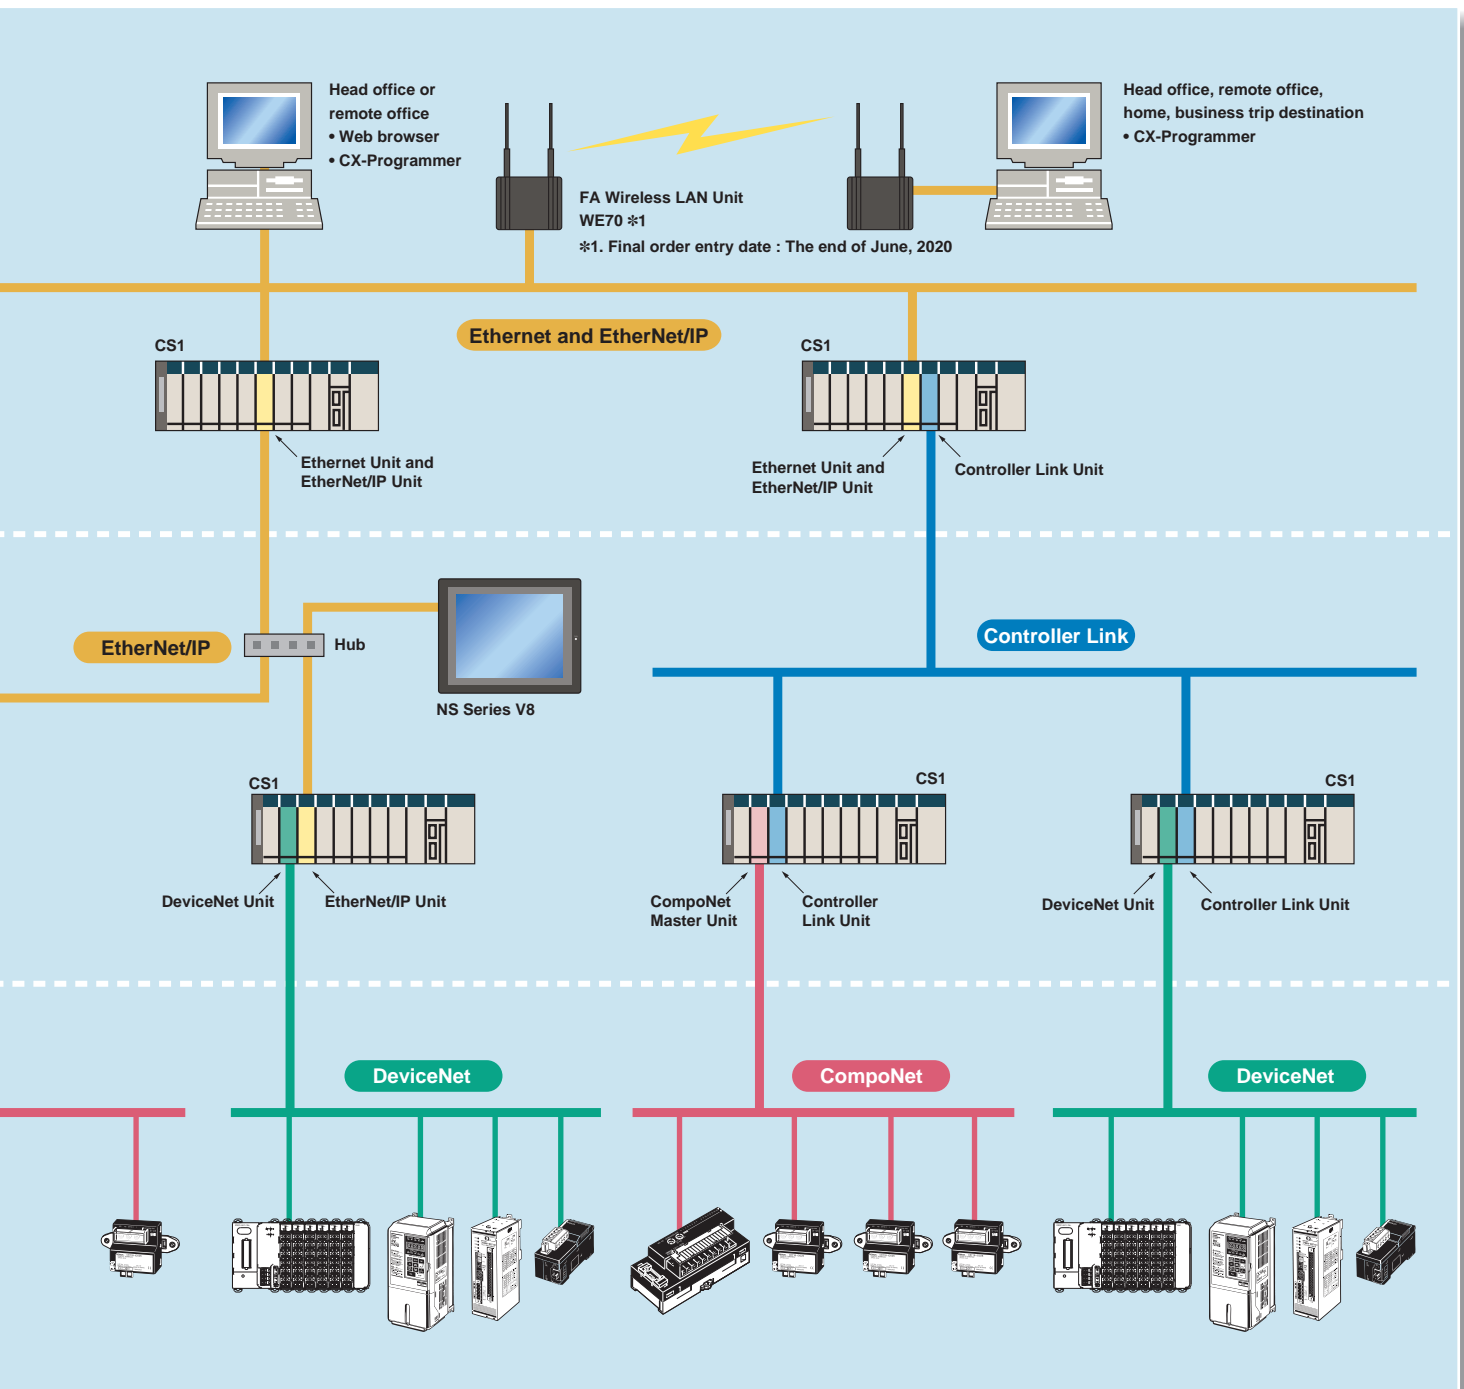 Head office or
remote office
• Web browser
• CX-Programmer
FA Wireless LAN Unit
WE70 ✻1
✻1. Final order entry date : The end of June, 2020
Head office, remote office,
home, business trip destination
• CX-Programmer
Ethernet and EtherNet/IP
CS1
Ethernet Unit and
EtherNet/IP Unit
CS1
Ethernet Unit and
EtherNet/IP Unit
Controller Link Unit
EtherNet/IP
Hub
NS Series V8
Controller Link
CS1
DeviceNet Unit
EtherNet/IP Unit
CS1
CompoNet
Master Unit
Controller
Link Unit
CS1
DeviceNet Unit
Controller Link Unit
DeviceNet
CompoNet
DeviceNet